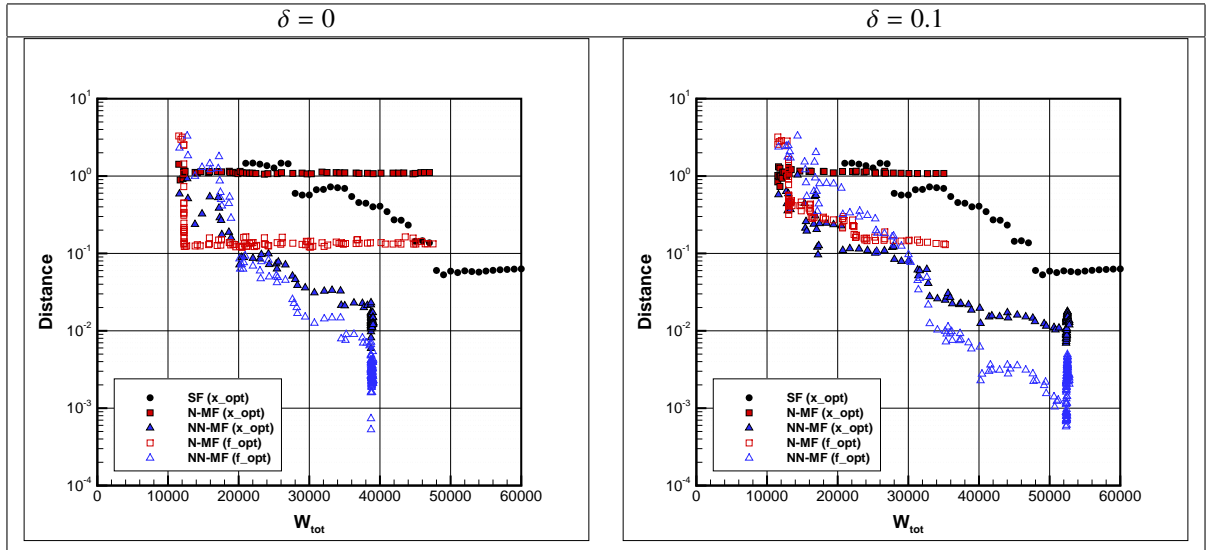 δ = 0
δ = 0.1
10^1
10^0
10^-1
10^-2
10^-3
10^-4
Distance
SF (x_opt)
N-MF (x_opt)
NN-MF (x_opt)
N-MF (f_opt)
NN-MF (f_opt)
0 10000 20000 30000 40000 50000 60000
W_tot
10^1
10^0
10^-1
10^-2
10^-3
10^-4
Distance
SF (x_opt)
N-MF (x_opt)
NN-MF (x_opt)
N-MF (f_opt)
NN-MF (f_opt)
0 10000 20000 30000 40000 50000 60000
W_tot